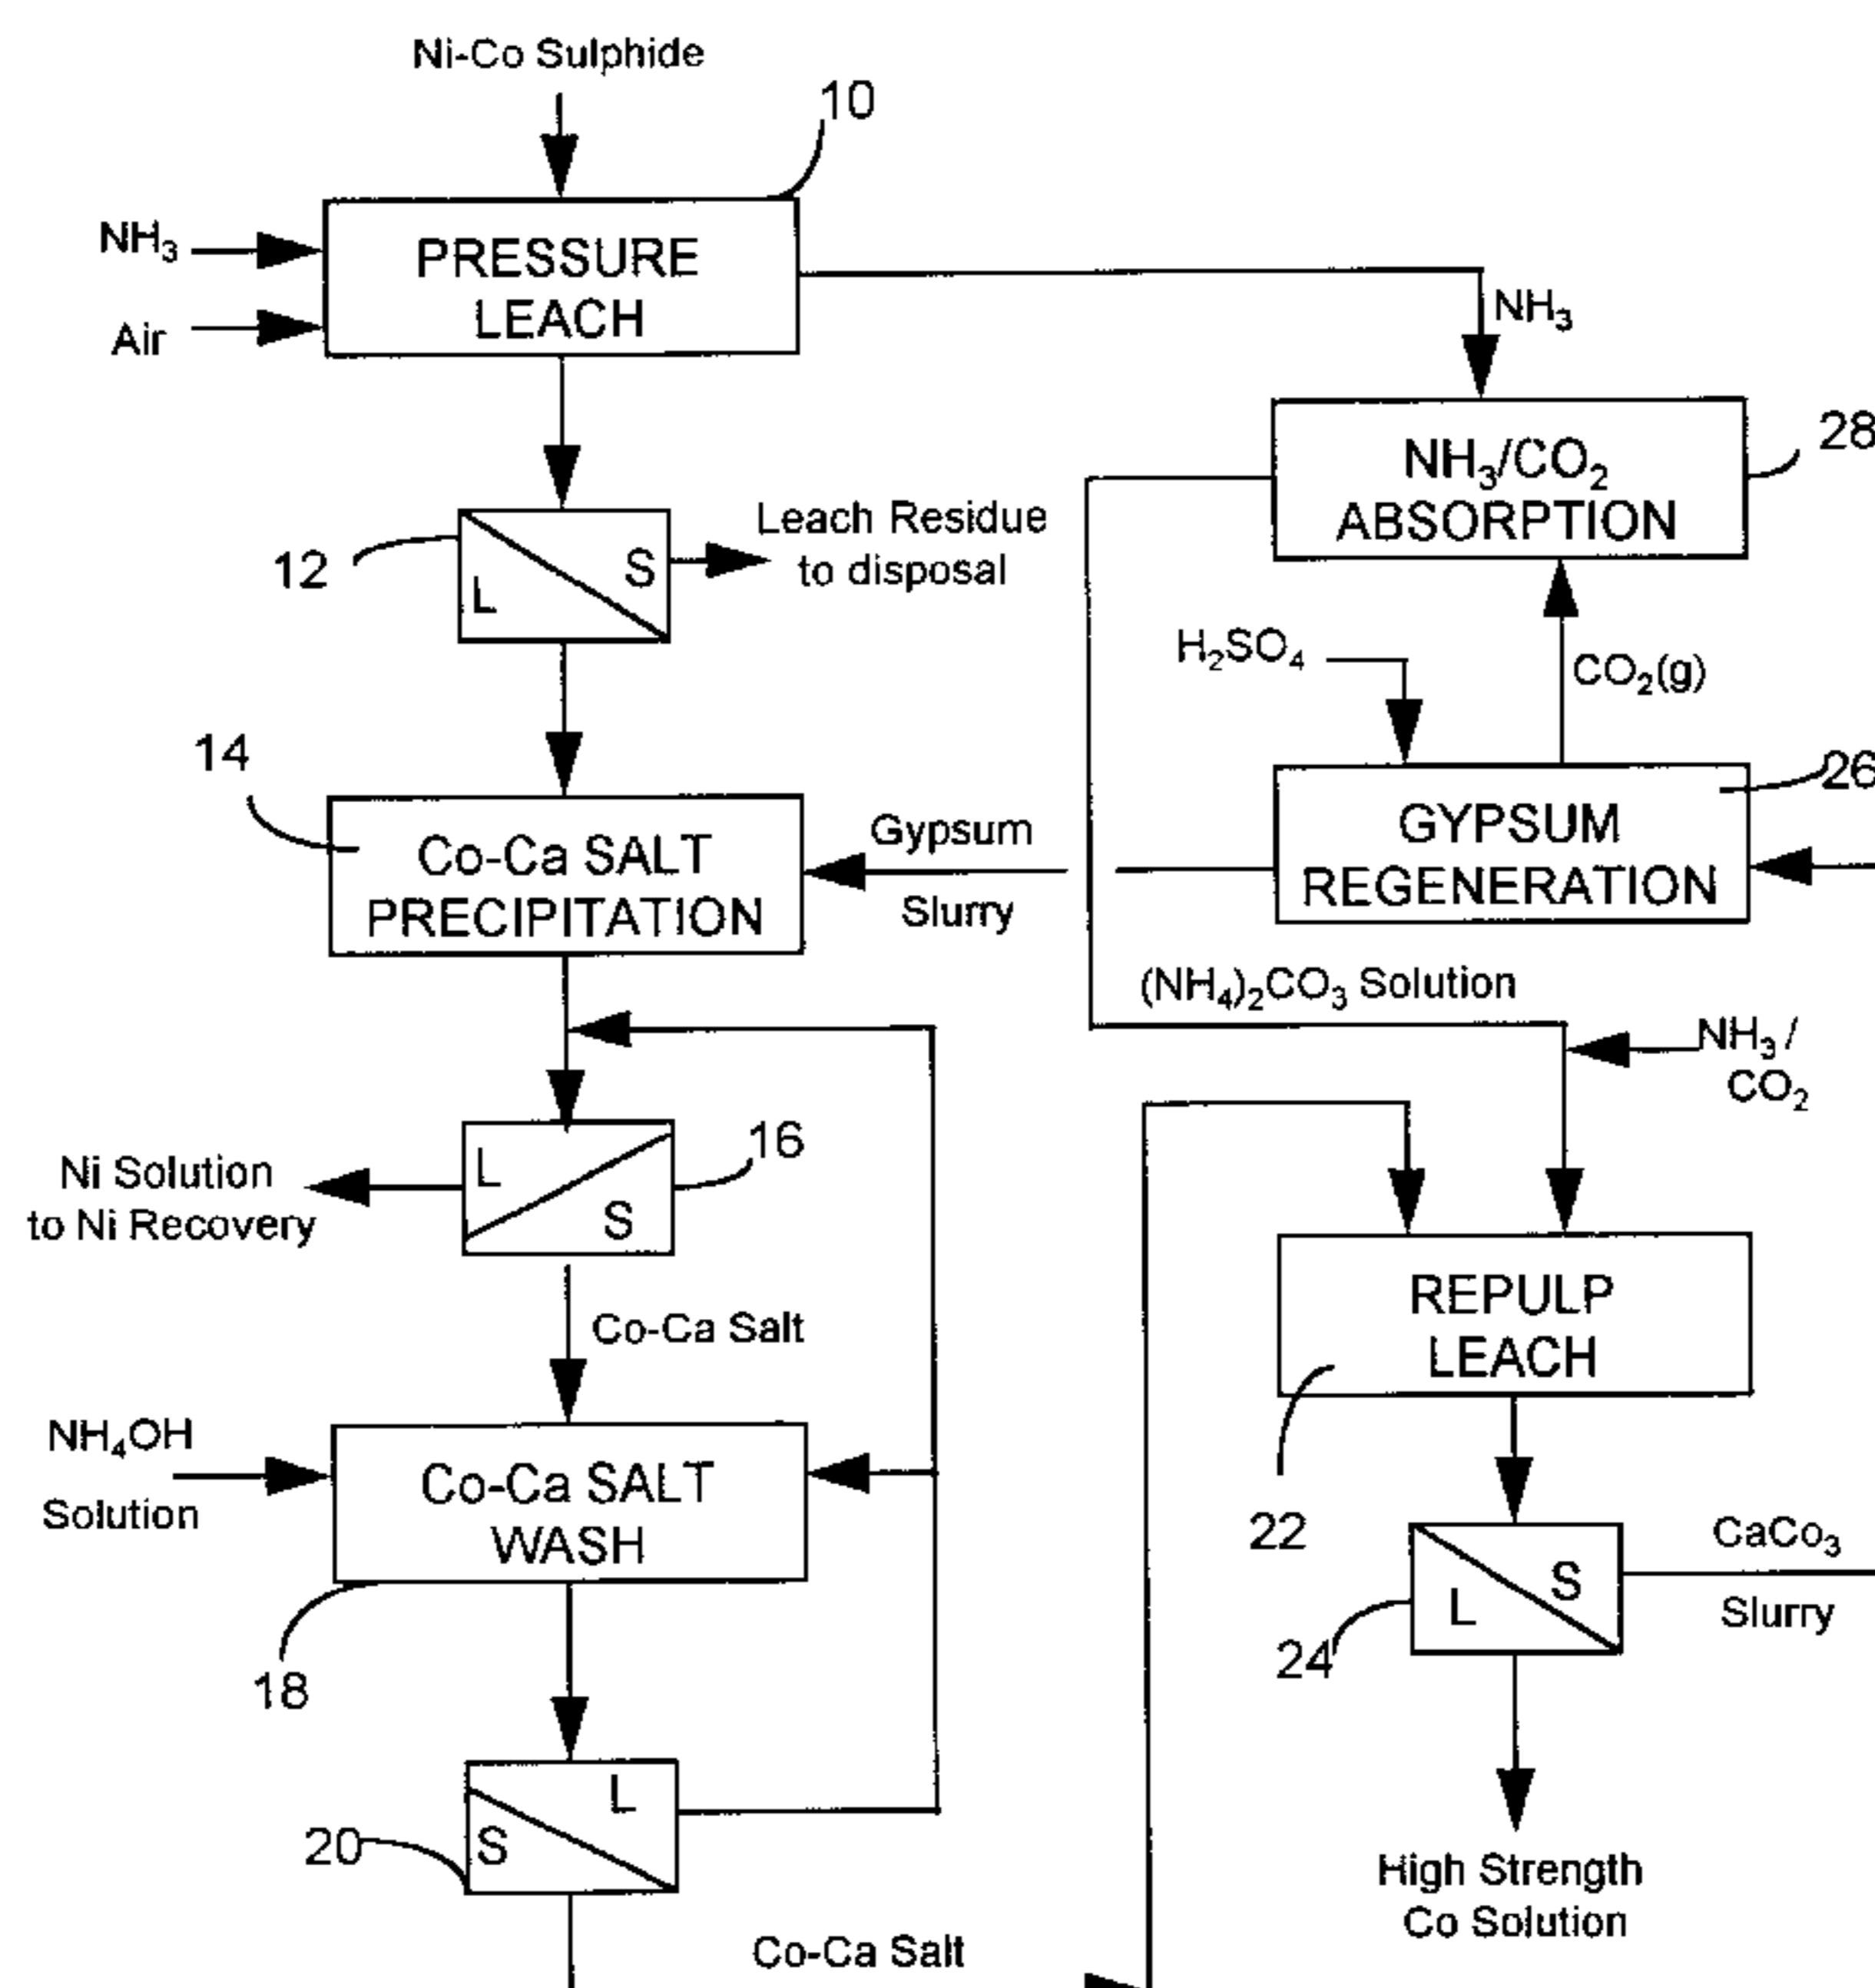 Ni-Co Sulphide
10
NH₃
Air
PRESSURE
LEACH
NH₃
NH₃/CO₂
ABSORPTION
28
12
L
S
Leach Residue
to disposal
H₂SO₄
CO₂(g)
14
Co-Ca SALT
PRECIPITATION
Gypsum
Slurry
GYPSUM
REGENERATION
26
(NH₄)₂CO₃ Solution
NH₃ /
CO₂
L
S
16
Ni Solution
to Ni Recovery
Co-Ca Salt
REPULP
LEACH
22
NH₄OH
Solution
Co-Ca SALT
WASH
18
CaCo₃
Slurry
S
L
24
L
S
20
High Strength
Co Solution
Co-Ca Salt